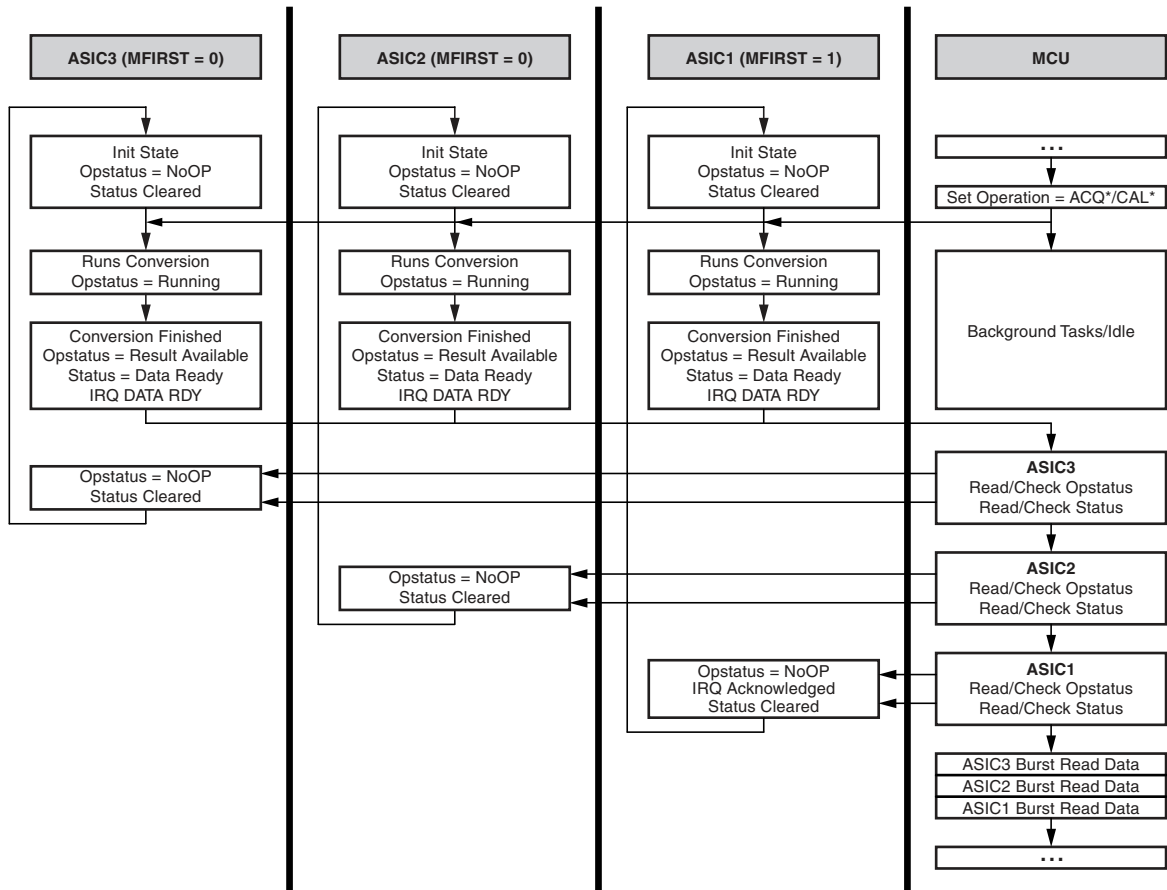 ASIC3 (MFIRST = 0)
ASIC2 (MFIRST = 0)
ASIC1 (MFIRST = 1)
MCU
Init State
Opstatus = NoOP
Status Cleared
Init State
Opstatus = NoOP
Status Cleared
Init State
Opstatus = NoOP
Status Cleared
...
Set Operation = ACQ*/CAL*
Runs Conversion
Opstatus = Running
Runs Conversion
Opstatus = Running
Runs Conversion
Opstatus = Running
Background Tasks/Idle
Conversion Finished
Opstatus = Result Available
Status = Data Ready
IRQ DATA RDY
Conversion Finished
Opstatus = Result Available
Status = Data Ready
IRQ DATA RDY
Conversion Finished
Opstatus = Result Available
Status = Data Ready
IRQ DATA RDY
Opstatus = NoOP
Status Cleared
ASIC3
Read/Check Opstatus
Read/Check Status
Opstatus = NoOP
Status Cleared
ASIC2
Read/Check Opstatus
Read/Check Status
Opstatus = NoOP
IRQ Acknowledged
Status Cleared
ASIC1
Read/Check Opstatus
Read/Check Status
ASIC3 Burst Read Data
ASIC2 Burst Read Data
ASIC1 Burst Read Data
...